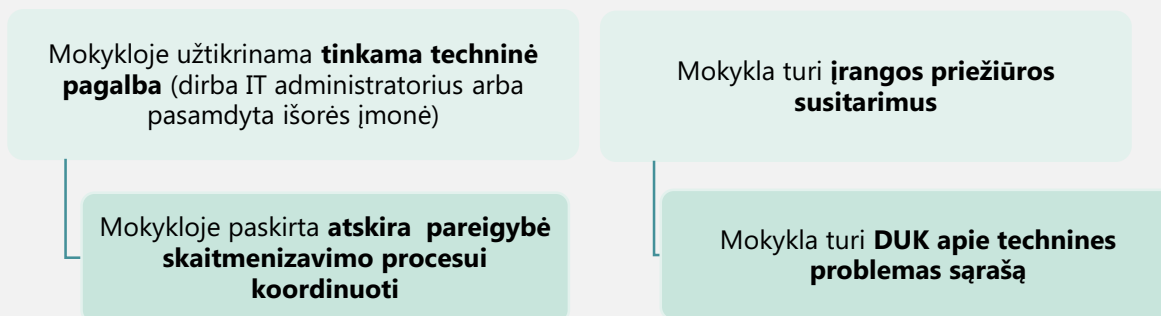 Mokykloje užtikrinama tinkama techninė
pagalba (dirba IT administratorius arba
pasamdyta išorės įmonė)
Mokykloje paskirta atskira pareigybė
skaitmenizavimo procesui
koordinuoti
Mokykla turi įrangos priežiūros
susitarimus
Mokykla turi DUK apie technines
problemas sąrašą